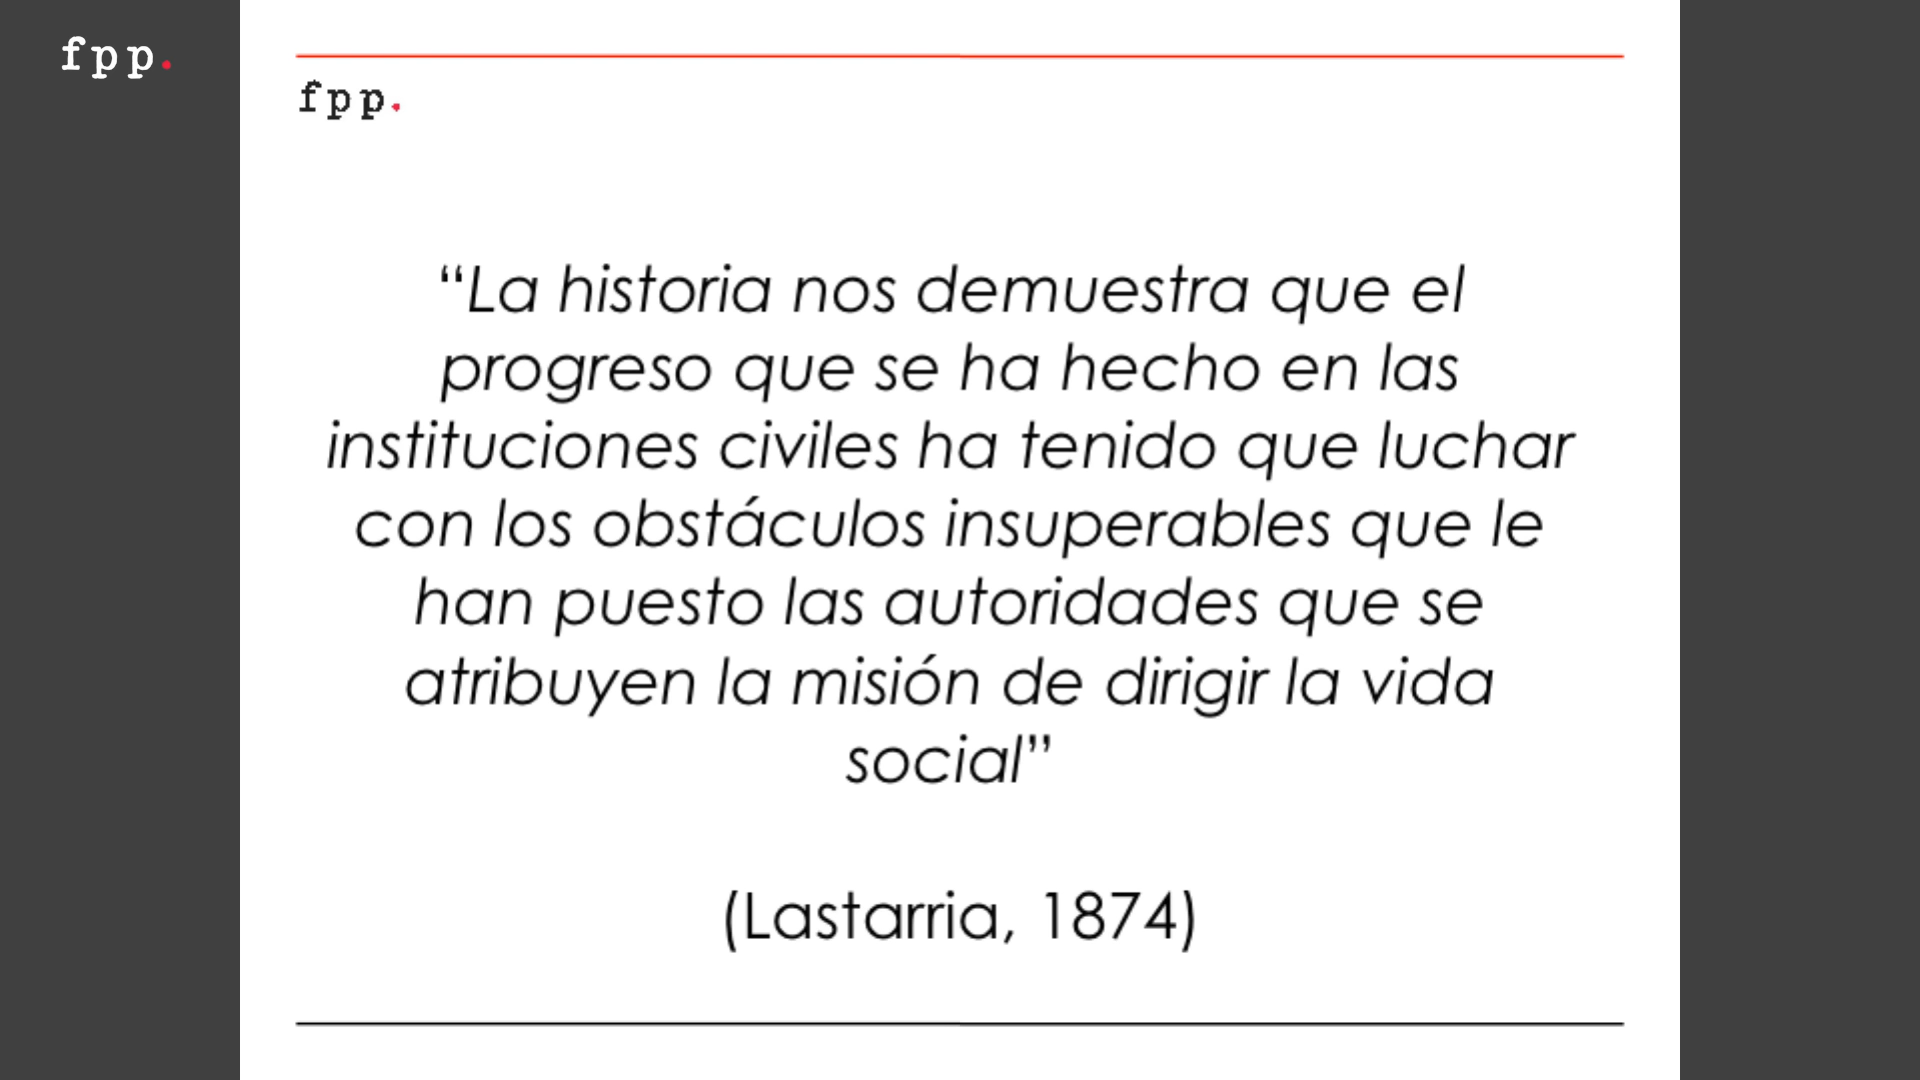 fpp.
fpp.
“La historia nos demuestra que el
progreso que se ha hecho en las
instituciones civiles ha tenido que luchar
con los obstáculos insuperables que le
han puesto las autoridades que se
atribuyen la misión de dirigir la vida
social”
(Lastarria, 1874)